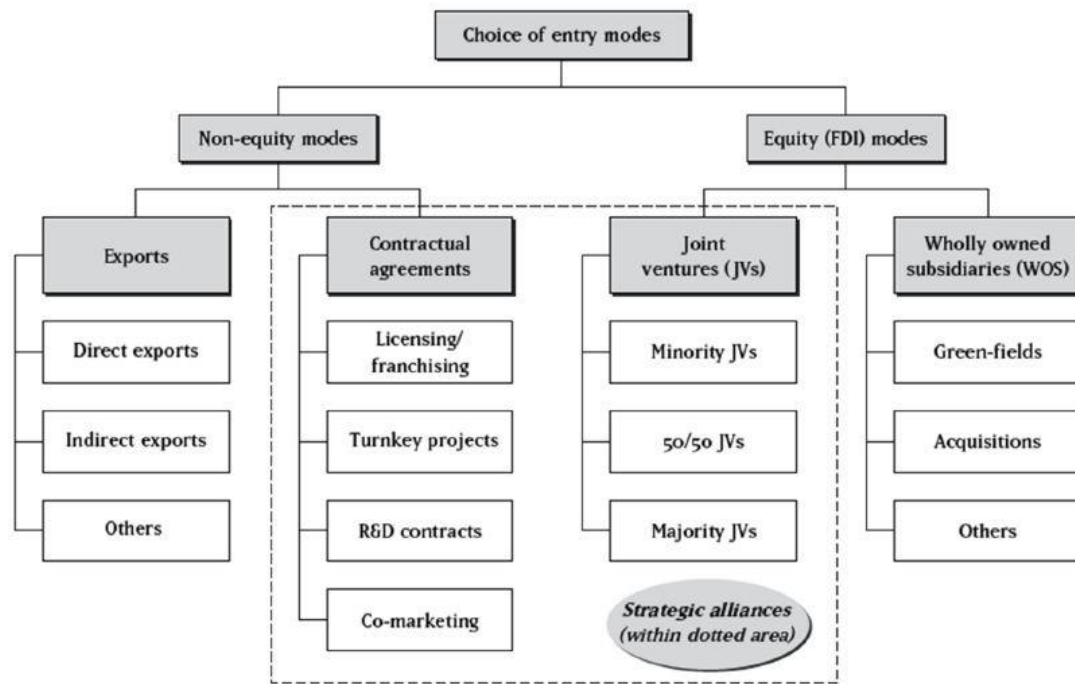 Choice of entry modes
Non-equity modes
Equity (FDI) modes
Exports
Direct exports
Indirect exports
Others
Contractual
agreements
Licensing/
franchising
Turnkey projects
R&D contracts
Co-marketing
Joint
ventures (JVs)
Minority JVs
50/50 JVs
Majority JVs
Strategic alliances
(within dotted area)
Wholly owned
subsidiaries (WOS)
Green-fields
Acquisitions
Others